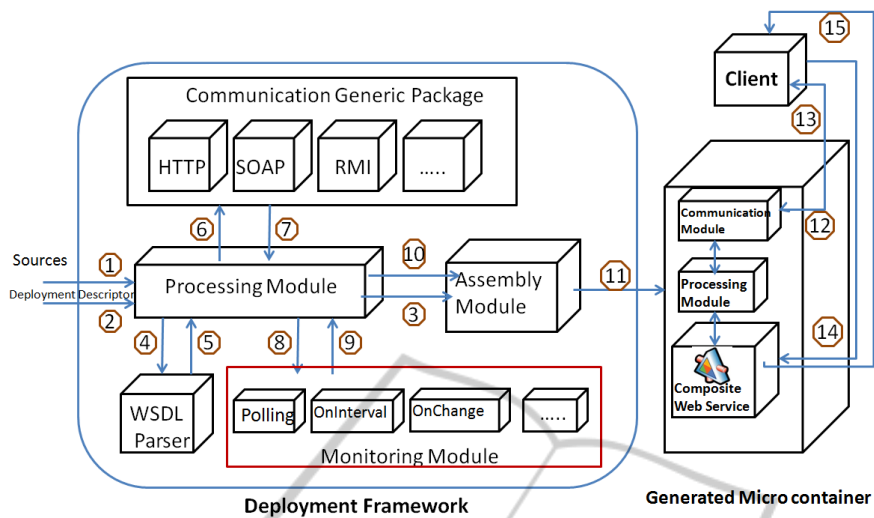 15
Client
13
Communication Generic Package
HTTP
SOAP
RMI
.....
6
7
Communication
Module
12
Sources
1
Deployment Descriptor
2
Processing Module
10
3
Assembly
Module
11
Processing
Module
4
5
8
9
14
Composite
Web Service
WSDL
Parser
Polling
OnInterval
OnChange
.....
Monitoring Module
Deployment Framework
Generated Micro container